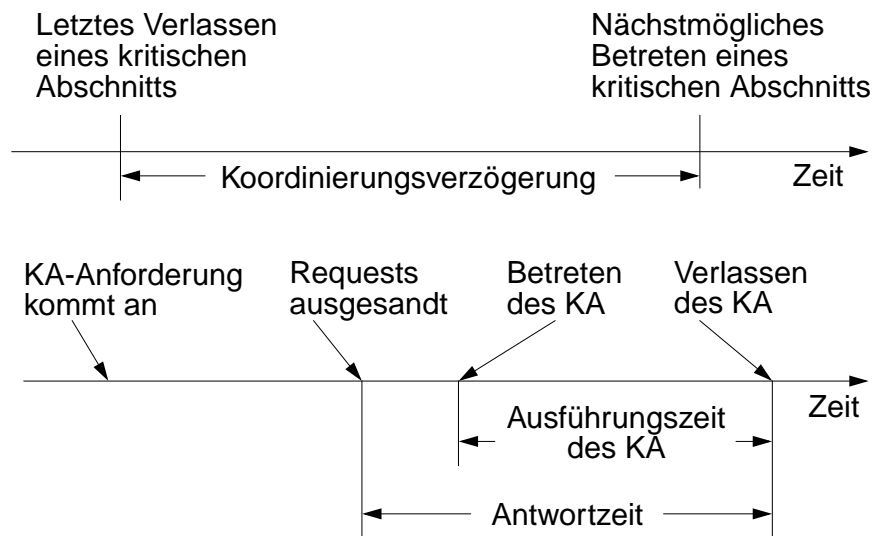 Letztes Verlassen
eines kritischen
Abschnitts
Nächstmögliches
Betreten eines
kritischen Abschnitts
Koordinierungsverzögerung
Zeit
KA-Anforderung
kommt an
Requests
ausgesandt
Betreten
des KA
Verlassen
des KA
Zeit
Ausführungszeit
des KA
Antwortzeit